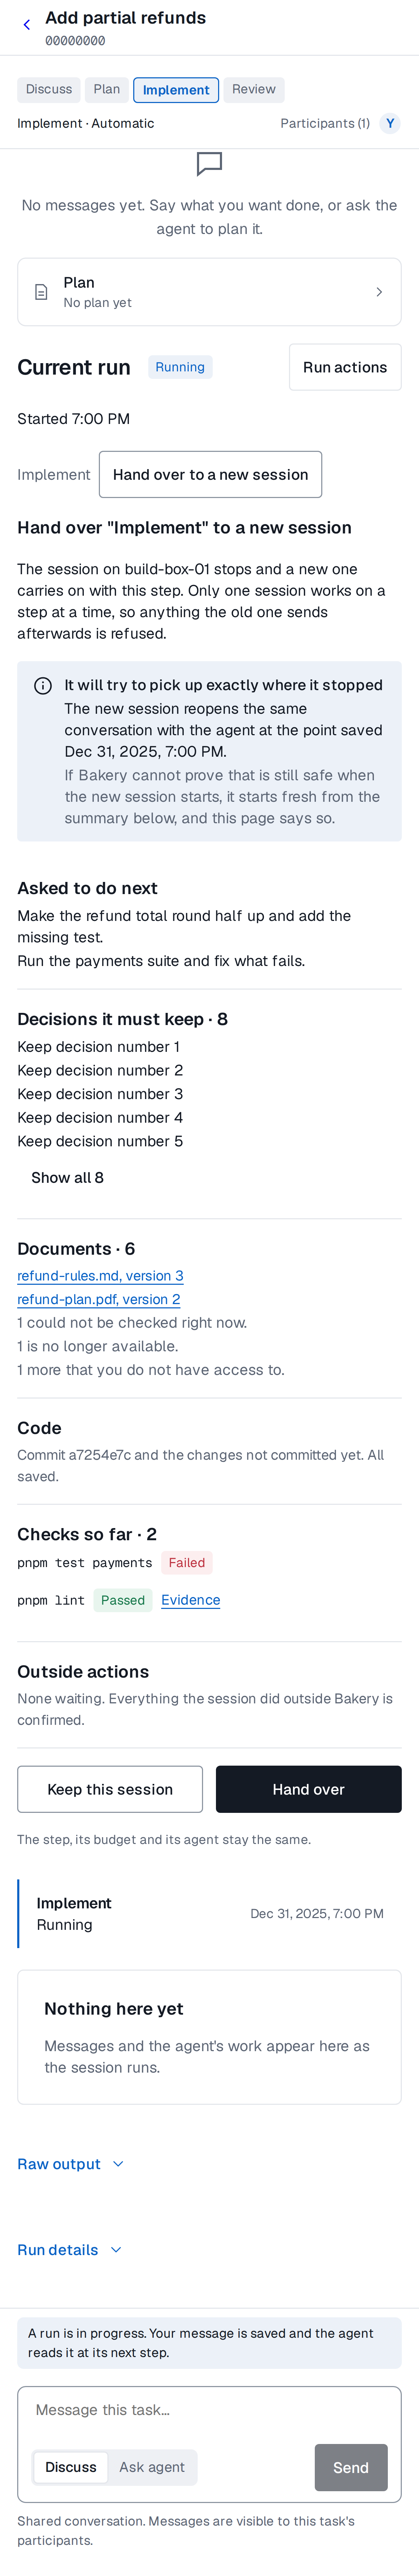 Add partial refunds
00000000
Discuss
Plan
Implement
Review
Implement · Automatic
Participants (1)
Y
No messages yet. Say what you want done, or ask the
agent to plan it.
Plan
No plan yet
Current run
Running
Run actions
Started 7:00 PM
Implement
Hand over to a new session
Hand over "Implement" to a new session
The session on build-box-01 stops and a new one
carries on with this step. Only one session works on a
step at a time, so anything the old one sends
afterwards is refused.
It will try to pick up exactly where it stopped
The new session reopens the same
conversation with the agent at the point saved
Dec 31, 2025, 7:00 PM.
If Bakery cannot prove that is still safe when
the new session starts, it starts fresh from the
summary below, and this page says so.
Asked to do next
Make the refund total round half up and add the
missing test.
Run the payments suite and fix what fails.
Decisions it must keep · 8
Keep decision number 1
Keep decision number 2
Keep decision number 3
Keep decision number 4
Keep decision number 5
Show all 8
Documents · 6
refund-rules.md, version 3
refund-plan.pdf, version 2
1 could not be checked right now.
1 is no longer available.
1 more that you do not have access to.
Code
Commit a7254e7c and the changes not committed yet. All
saved.
Checks so far · 2
pnpm test payments
Failed
pnpm lint
Passed
Evidence
Outside actions
None waiting. Everything the session did outside Bakery is
confirmed.
Keep this session
Hand over
The step, its budget and its agent stay the same.
Implement
Running
Dec 31, 2025, 7:00 PM
Nothing here yet
Messages and the agent's work appear here as
the session runs.
Raw output
Run details
A run is in progress. Your message is saved and the agent
reads it at its next step.
Message this task...
Discuss
Ask agent
Send
Shared conversation. Messages are visible to this task's
participants.